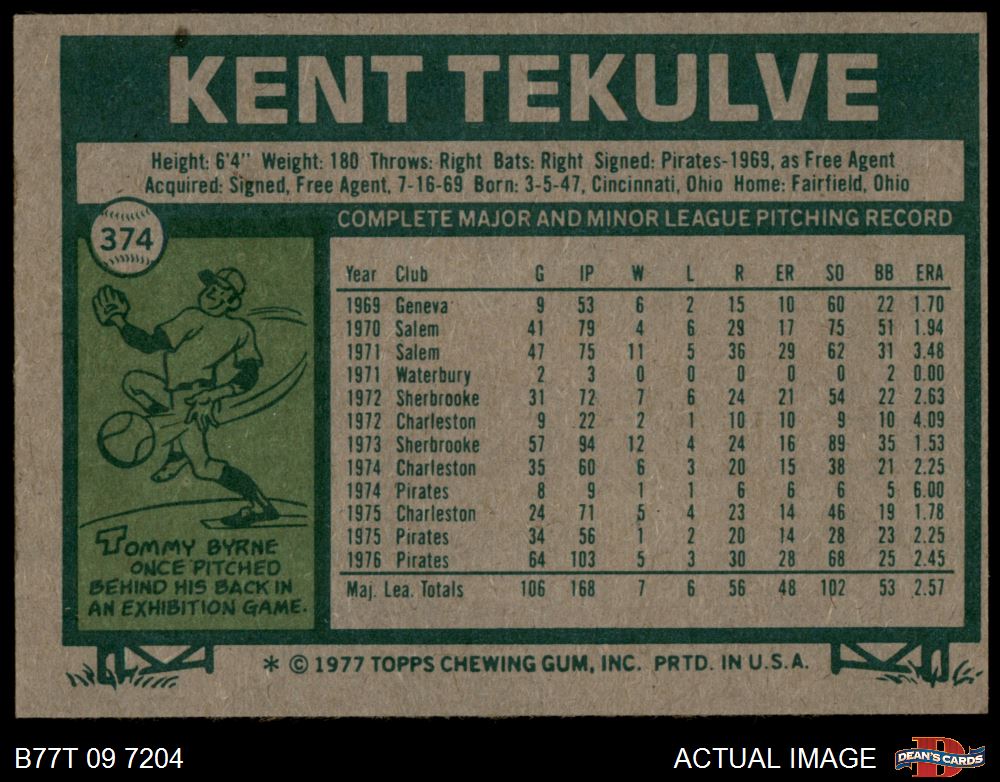 KENT TEKULVE
Height: 6'4" Weight: 180 Throws: Right Bats: Right Signed: Pirates-1969, as Free Agent
Acquired: Signed, Free Agent, 7-16-69 Born: 3-5-47, Cincinnati, Ohio Home: Fairfield, Ohio
374
COMPLETE MAJOR AND MINOR LEAGUE PITCHING RECORD
Year Club G IP W L R ER SO BB ERA
1969 Geneva 9 53 6 2 15 10 60 22 1.70
1970 Salem 41 79 4 6 29 17 75 51 1.94
1971 Salem 47 75 11 5 36 29 62 31 3.48
1971 Waterbury 2 3 0 0 0 0 0 2 0.00
1972 Sherbrooke 31 72 7 6 24 21 54 22 2.63
1972 Charleston 9 22 2 1 10 10 9 10 4.09
1973 Sherbrooke 57 94 12 4 24 16 89 35 1.53
1974 Charleston 35 60 6 3 20 15 38 21 2.25
1974 Pirates 8 9 1 1 6 6 6 5 6.00
1975 Charleston 24 71 5 4 23 14 46 19 1.78
1975 Pirates 34 56 1 2 20 14 28 23 2.25
1976 Pirates 64 103 5 3 30 28 68 25 2.45
Maj. Lea. Totals 106 168 7 6 56 48 102 53 2.57
TOMMY BYRNE
ONCE PITCHED
BEHIND HIS BACK IN
AN EXHIBITION GAME.
* © 1977 TOPPS CHEWING GUM, INC. PRTD. IN U.S.A.
B77T 09 7204
ACTUAL IMAGE
D
DEAN'S CARDS